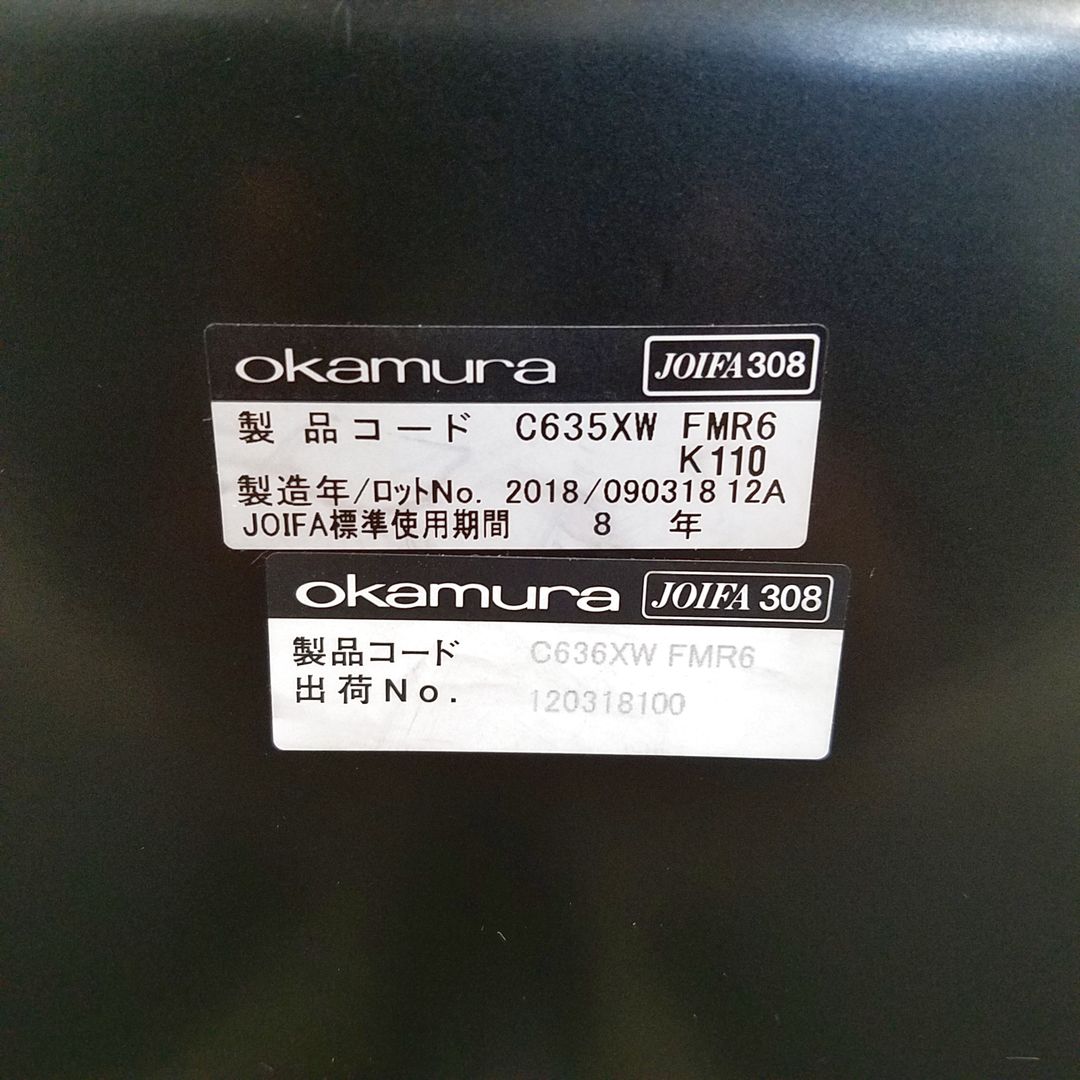 okamura JOIFA308
製品コード C635XW FMR6
K110
製造年/ロットNo. 2018/090318 12A
JOIFA標準使用期間 8 年
okamura JOIFA 308
製品コード C636XW FMR6
出荷No. 120318100